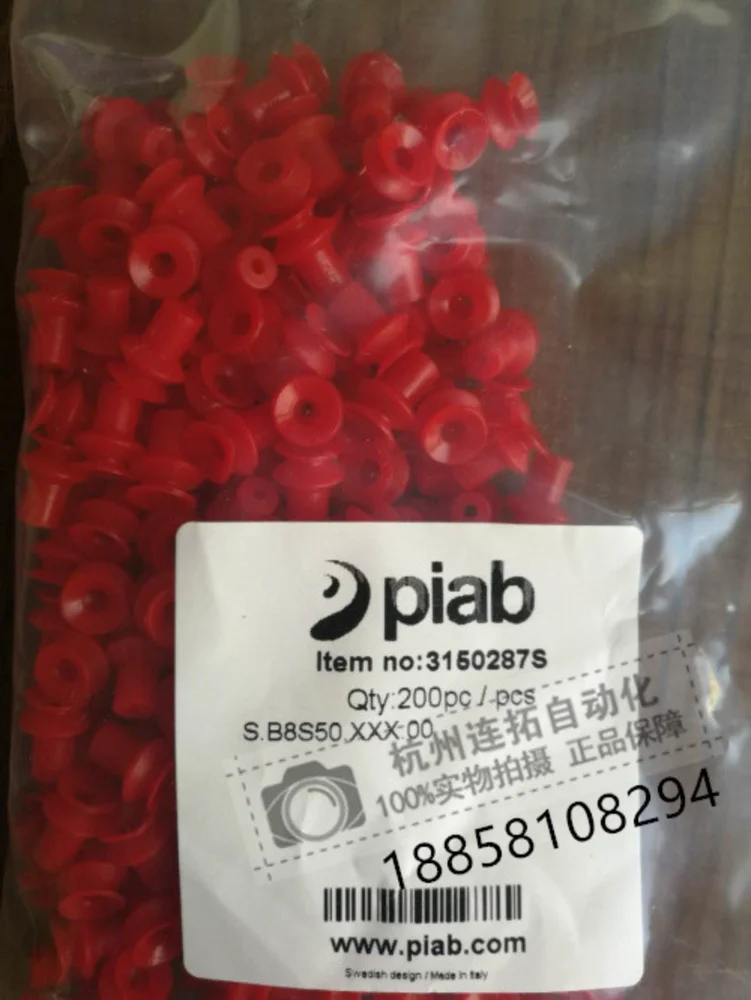 piab
Item no:3150287S
Qty:200pc / pcs
S.B8S50.XXX.00
杭州连拓自动化
100%实物拍摄 正品保障
18858108294
www.piab.com
Swedish design / Made in Italy